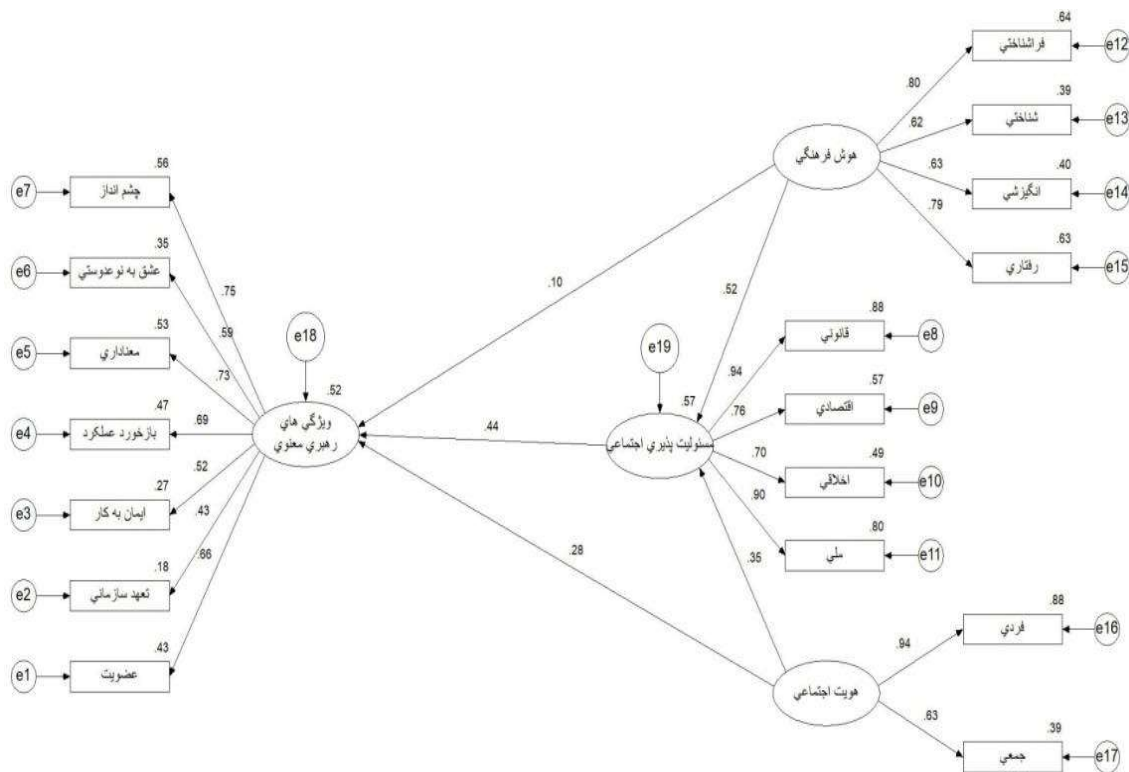 .64
فراشناختي
e12
.80
.39
شناختي
e13
.62
هوش فرهنگي
.63
.40
انگيزشي
e14
.79
.63
رفتاري
e15
.56
چشم انداز
e7
.35
عشق به نوعدوستي
e6
.75
.53
معناداري
e5
.59
.73
.47
بازخورد عملكرد
e4
.69
.27
ايمان به كار
e3
.52
.18
تعهد سازماني
e2
.43
.43
عضويت
e1
.66
e18
.52
ويژگي هاي
رهبري معنوي
.10
.52
.44
.28
.35
e19
.57
مسئوليت پذيري اجتماعي
.88
قانوني
e8
.94
.57
اقتصادي
e9
.76
.49
اخلاقي
e10
.70
.80
ملي
e11
.90
هويت اجتماعي
.88
فردي
e16
.94
.39
جمعي
e17
.63